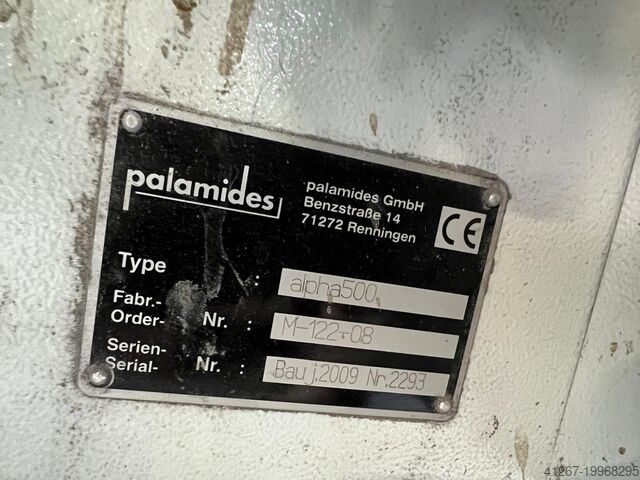 palamides
palamides GmbH
Benzstraße 14
71272 Renningen
CE
Type : alpha500
Fabr.-
Order- Nr. : M-122-08
Serien-
Serial- Nr. : Bauj.2009 Nr.2293
41267-19968295